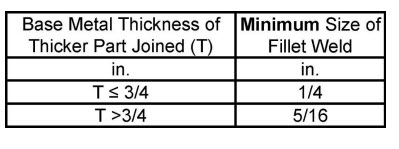 Base Metal Thickness of Minimum Size of
Thicker Part Joined (T) Fillet Weld
in. in.
T ≤ 3/4 1/4
T >3/4 5/16